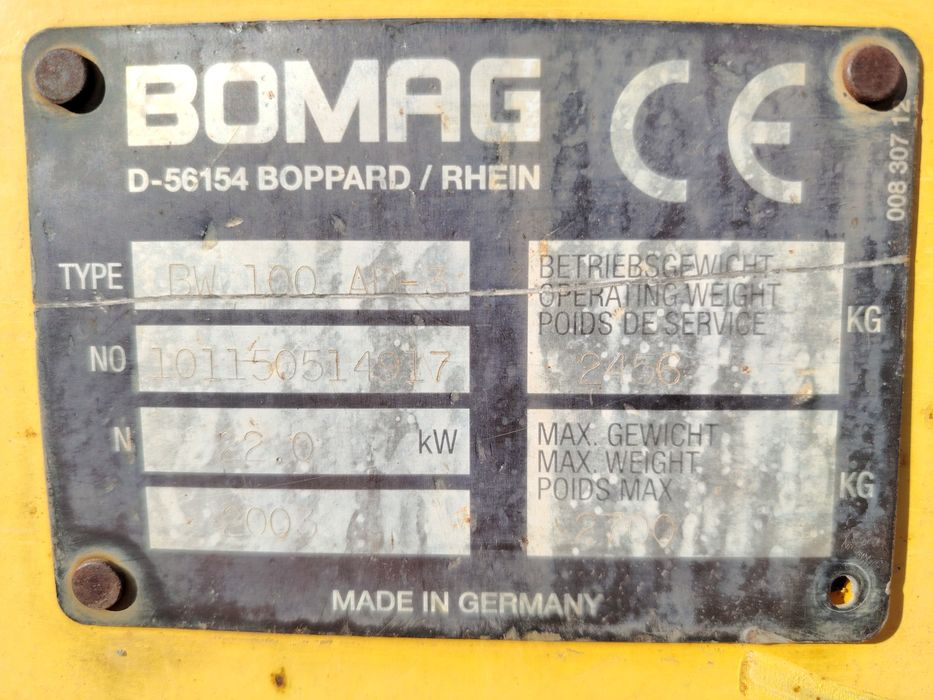 BOMAG
CE
D-56154 BOPPARD / RHEIN
008 307 12
TYPE BW 100 AD-3
NO 101150514917
N 22.0 kW
2003
BETRIEBSGEWICHT
OPERATING WEIGHT
POIDS DE SERVICE
2456 KG
MAX. GEWICHT
MAX. WEIGHT
POIDS MAX
2700 KG
MADE IN GERMANY